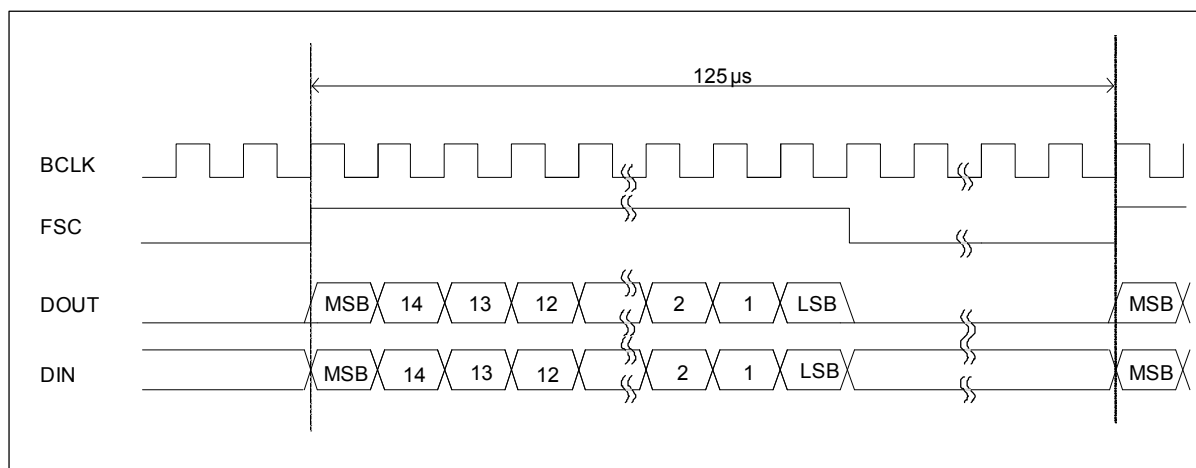 125µs
BCLK
FSC
DOUT MSB 14 13 12 2 1 LSB MSB
DIN MSB 14 13 12 2 1 LSB MSB